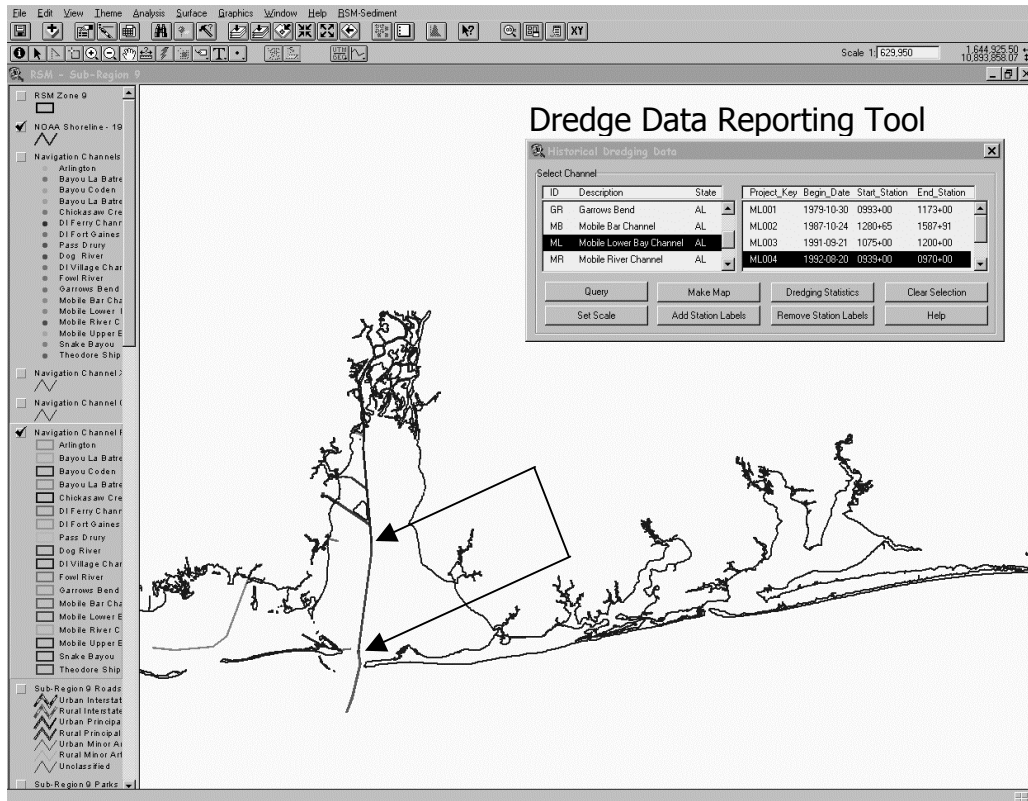 File Edit View Theme Analysis Surface Graphics Window Help RSM-Sediment
XY
T
UTM
Scale 1: 629,950
1,644,925.50
10,893,858.07
RSM - Sub-Region 9
RSM Zone 9
NOAA Shoreline - 19
Navigation Channels
Arlington
Bayou La Batre
Bayou Coden
Bayou La Batre
Chickasaw Cre
DI Ferry Chann
DI Fort Gaines
Pass Drury
Dog River
DI Village Char
Fowl River
Garrows Bend
Mobile Bar Cha
Mobile Lower
Mobile River C
Mobile Upper E
Snake Bayou
Theodore Ship
Navigation Channel
Navigation Channel
Navigation Channel F
Arlington
Bayou La Batre
Bayou Coden
Bayou La Batre
Chickasaw Cre
DI Ferry Chann
DI Fort Gaines
Pass Drury
Dog River
DI Village Char
Fowl River
Garrows Bend
Mobile Bar Cha
Mobile Lower E
Mobile River C
Mobile Upper E
Snake Bayou
Theodore Ship
Sub-Region 9 Roads
Urban Interstat
Rural Interstate
Urban Principa
Rural Principal
Urban Minor Ar
Rural Minor Art
Unclassified
Sub-Region 9 Parks
Dredge Data Reporting Tool
Historical Dredging Data
Select Channel
ID Description State
GR Garrows Bend AL
MB Mobile Bar Channel AL
ML Mobile Lower Bay Channel AL
MR Mobile River Channel AL
Project_Key Begin_Date Start_Station End_Station
ML001 1979-10-30 0993+00 1173+00
ML002 1987-10-24 1280+65 1587+91
ML003 1991-09-21 1075+00 1200+00
ML004 1992-08-20 0939+00 0970+00
Query Make Map Dredging Statistics Clear Selection
Set Scale Add Station Labels Remove Station Labels Help